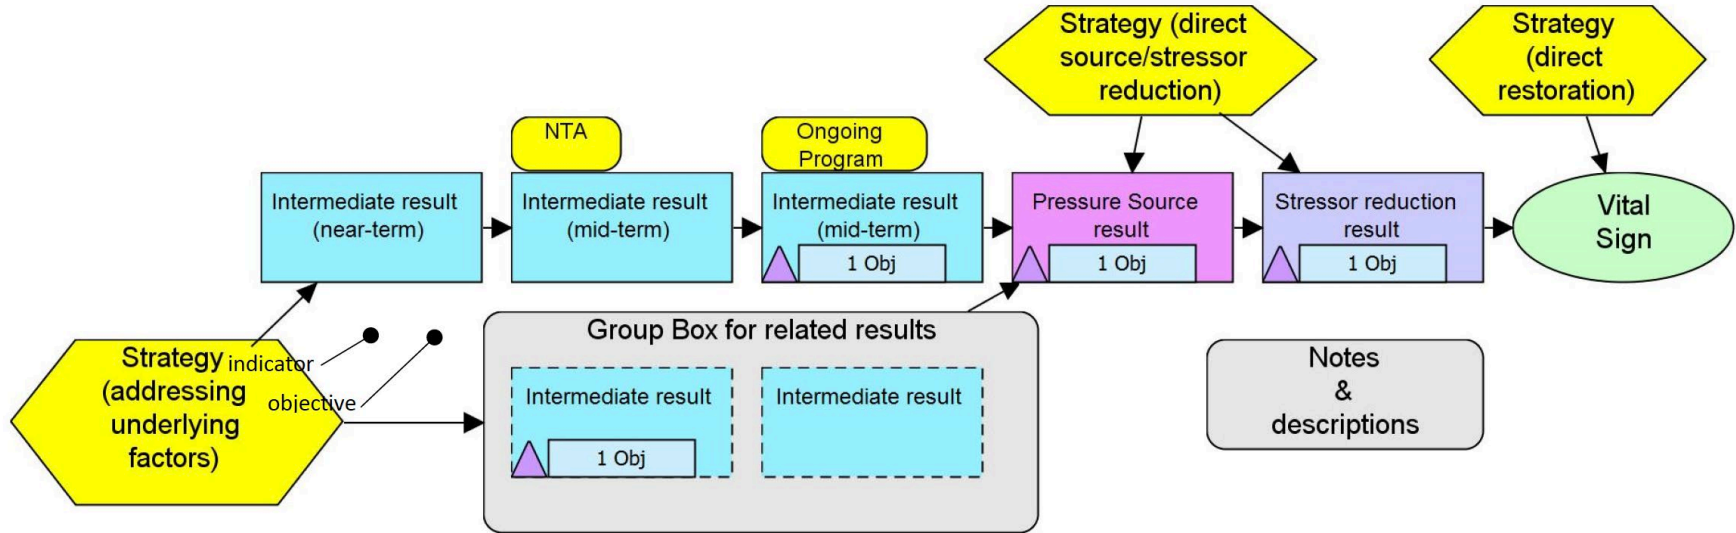 Strategy (direct
source/stressor
reduction)
Strategy
(direct
restoration)
NTA
Ongoing
Program
Intermediate result
(near-term)
Intermediate result
(mid-term)
Intermediate result
(mid-term)
1 Obj
Pressure Source
result
1 Obj
Stressor reduction
result
1 Obj
Vital
Sign
Strategy
(addressing
underlying
factors)
indicator
objective
Group Box for related results
Intermediate result
1 Obj
Intermediate result
Notes
&
descriptions